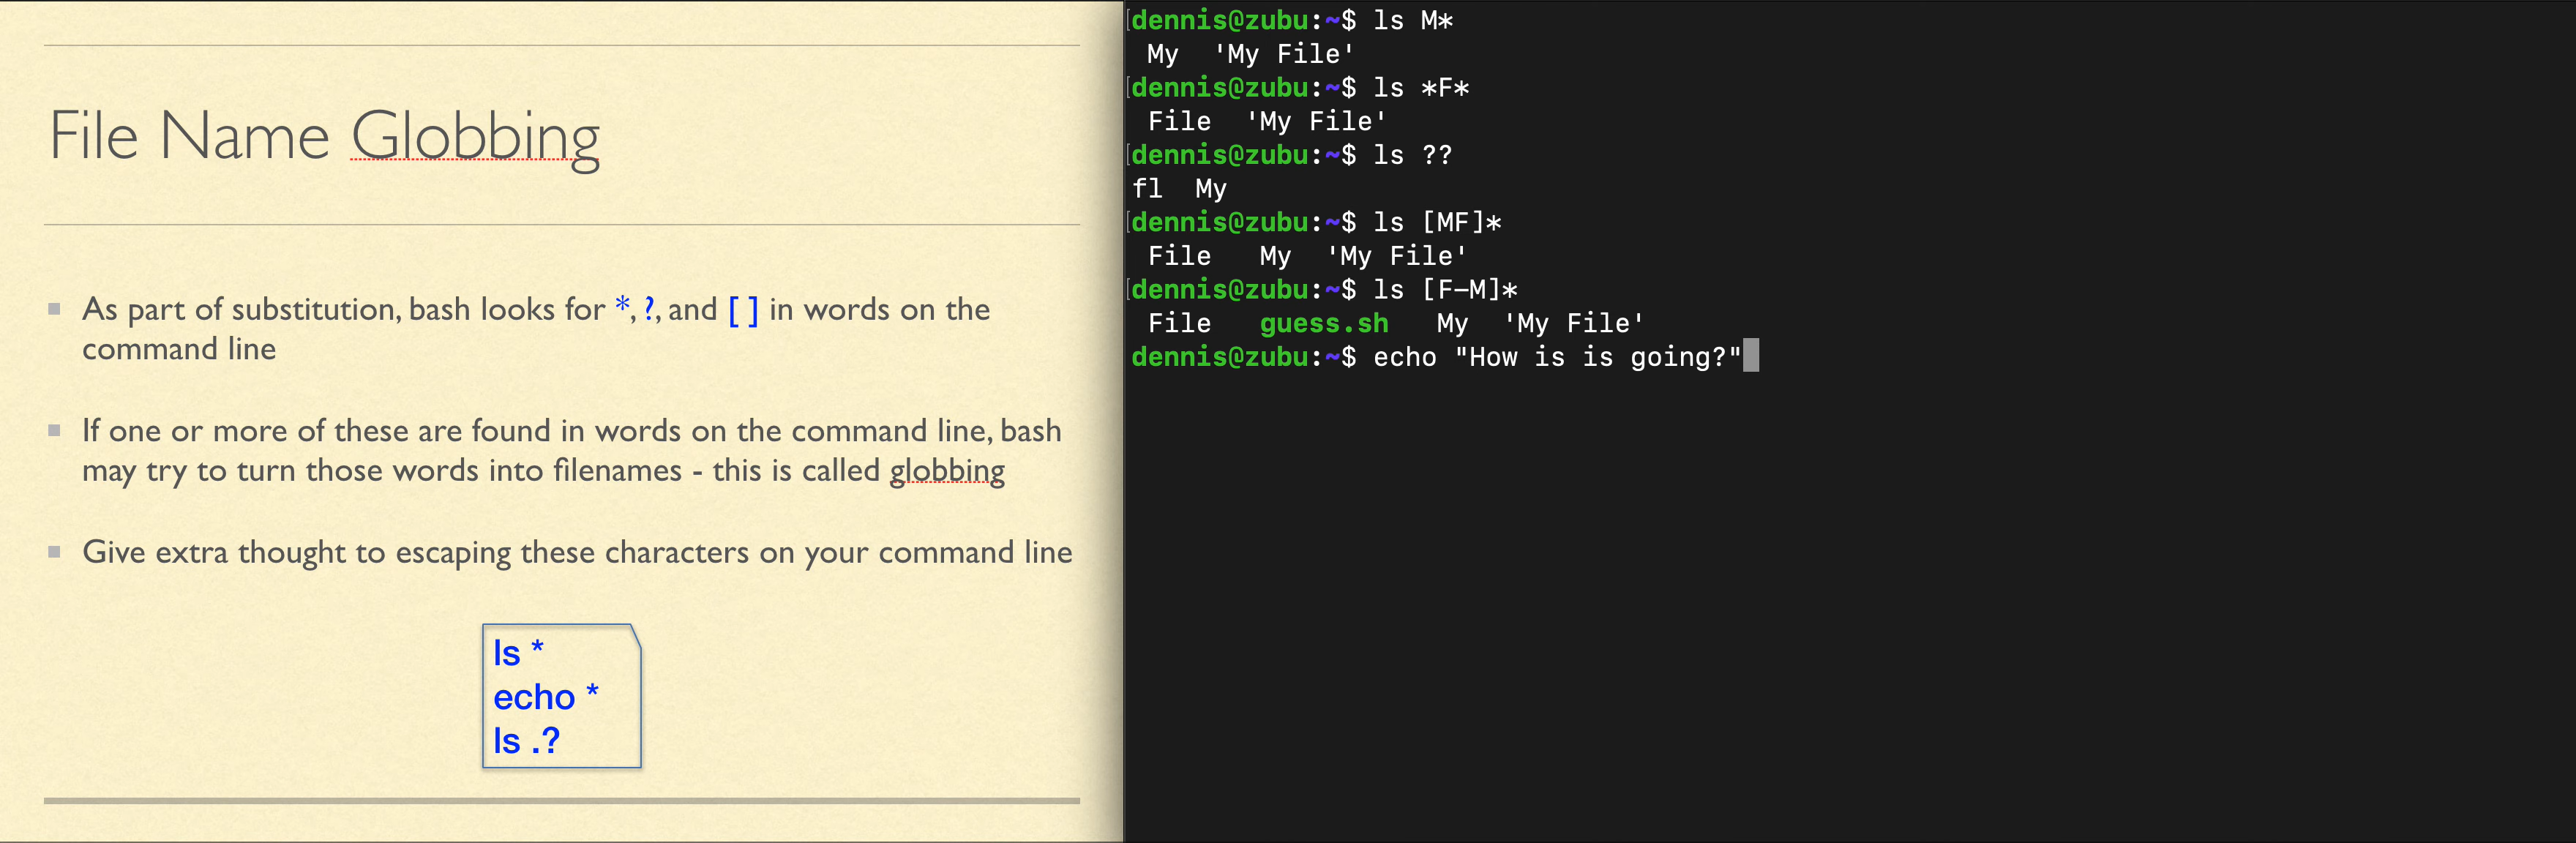 File Name Globbing
As part of substitution, bash looks for *, ?, and [ ] in words on the
command line
If one or more of these are found in words on the command line, bash
may try to turn those words into filenames - this is called globbing
Give extra thought to escaping these characters on your command line
ls *
echo *
ls .?
dennis@zubu:~$ ls M*
My  'My File'
dennis@zubu:~$ ls *F*
File  'My File'
dennis@zubu:~$ ls ??
fl  My
dennis@zubu:~$ ls [MF]*
File   My  'My File'
dennis@zubu:~$ ls [F-M]*
File   guess.sh   My  'My File'
dennis@zubu:~$ echo "How is is going?"